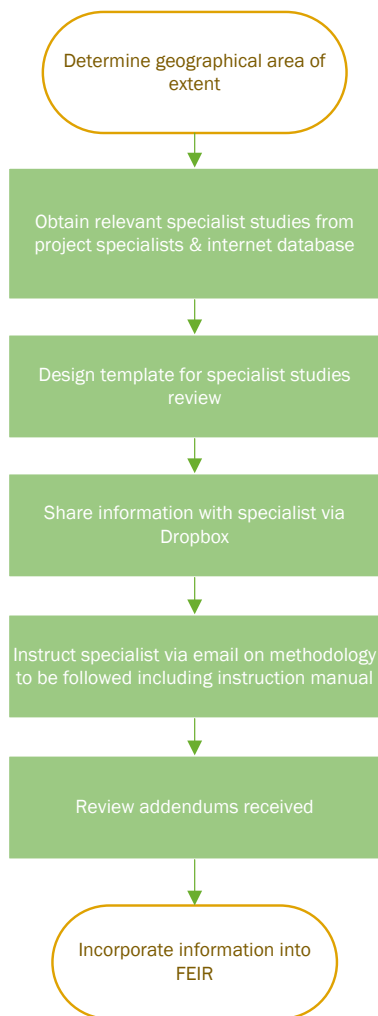 Determine geographical area of
extent
Obtain relevant specialist studies from
project specialists & internet database
Design template for specialist studies
review
Share information with specialist via
Dropbox
Instruct specialist via email on methodology
to be followed including instruction manual
Review addendums received
Incorporate information into
FEIR